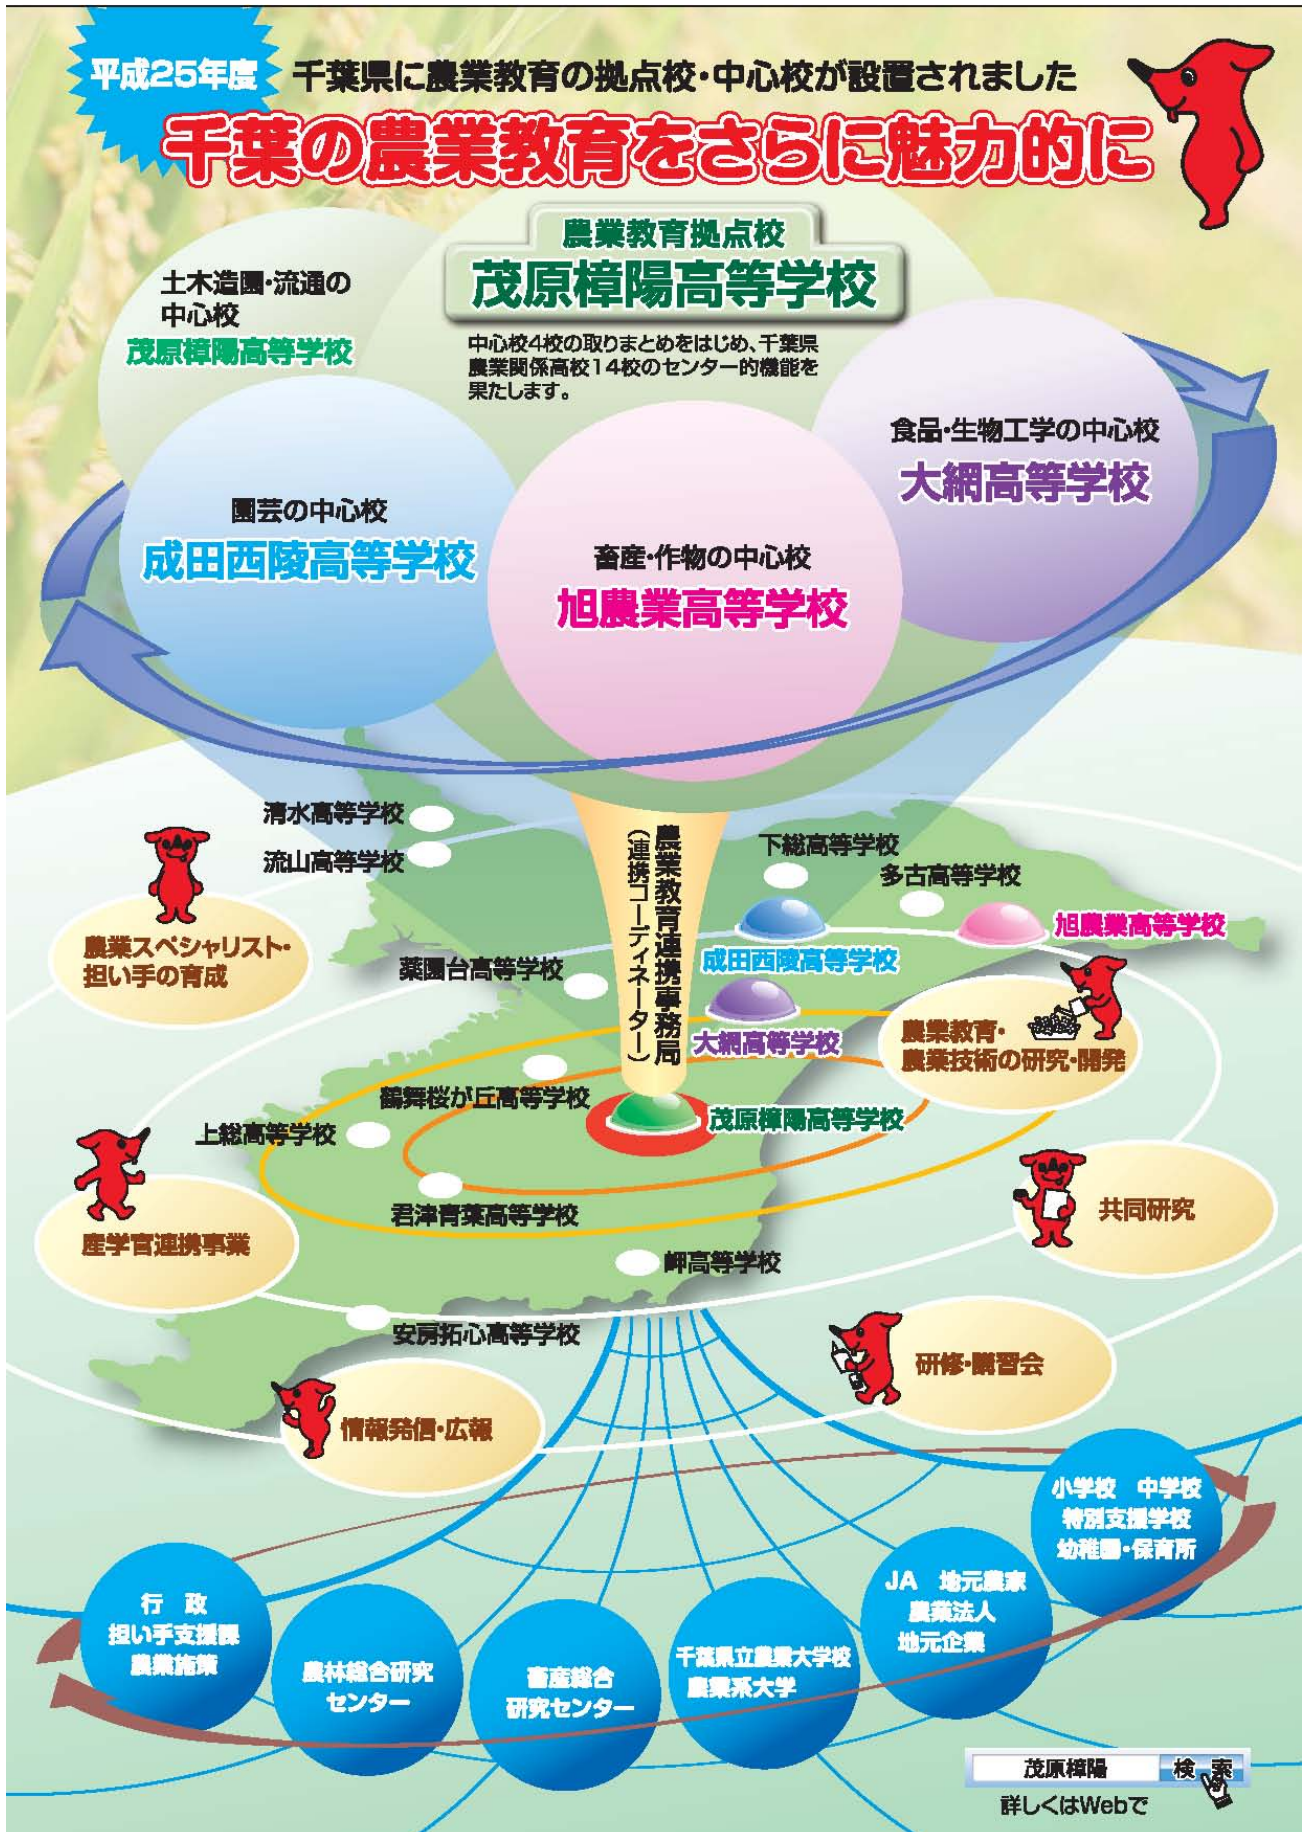 平成25年度
千葉県に農業教育の拠点校・中心校が設置されました
千葉の農業教育をさらに魅力的に
農業教育拠点校
茂原樟陽高等学校
中心校4校の取りまとめをはじめ、千葉県
農業関係高校14校のセンター的機能を
果たします。
土木造園・流通の
中心校
茂原樟陽高等学校
食品・生物工学の中心校
大網高等学校
園芸の中心校
成田西陵高等学校
畜産・作物の中心校
旭農業高等学校
清水高等学校
流山高等学校
農業教育連携事務局
（連携コーディネーター）
下総高等学校
多古高等学校
旭農業高等学校
成田西陵高等学校
農業スペシャリスト・
担い手の育成
薬園台高等学校
大網高等学校
農業教育・
農業技術の研究・開発
鶴舞桜が丘高等学校
茂原樟陽高等学校
上総高等学校
君津青葉高等学校
共同研究
産学官連携事業
岬高等学校
安房拓心高等学校
研修・講習会
情報発信・広報
小学校　中学校
特別支援学校
幼稚園・保育所
JA　地元農家
農業法人
地元企業
行　政
担い手支援課
農業施策
農林総合研究
センター
畜産総合
研究センター
千葉県立農業大学校
農業系大学
茂原樟陽
検 索
詳しくはWebで